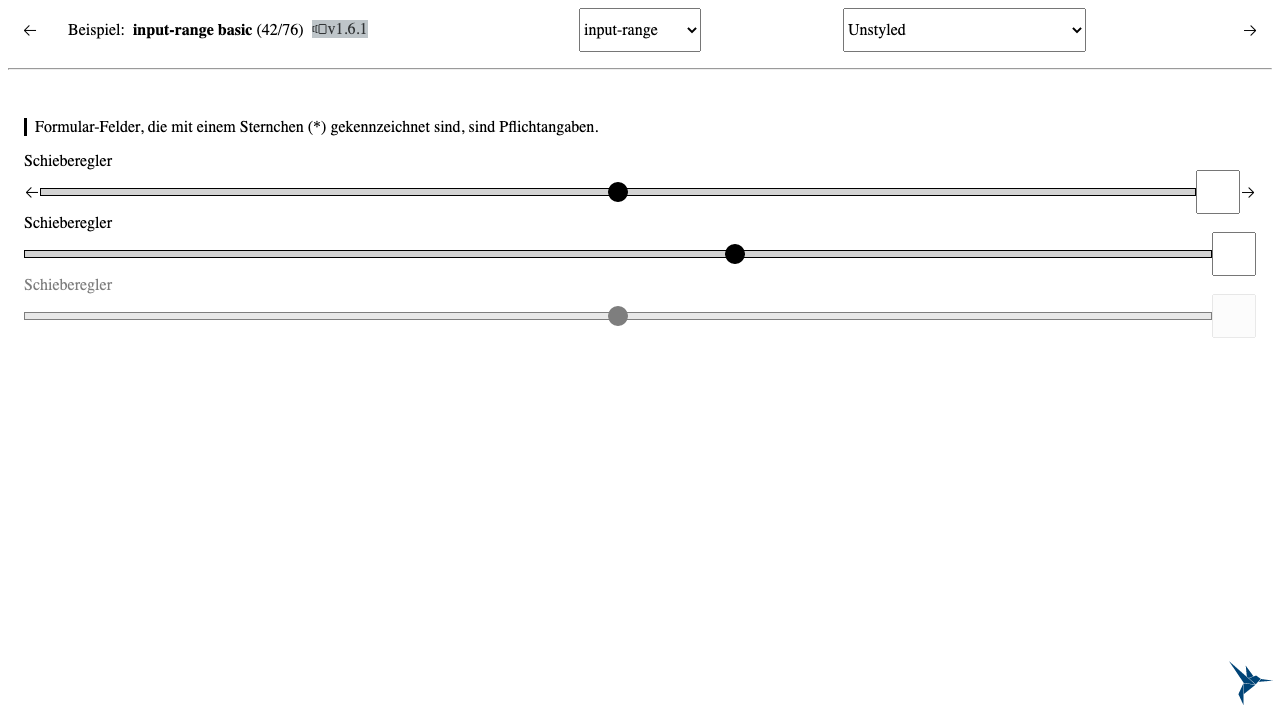 Beispiel: input-range basic (42/76) v1.6.1
input-range
Unstyled
Formular-Felder, die mit einem Sternchen (*) gekennzeichnet sind, sind Pflichtangaben.
Schieberegler
Schieberegler
Schieberegler